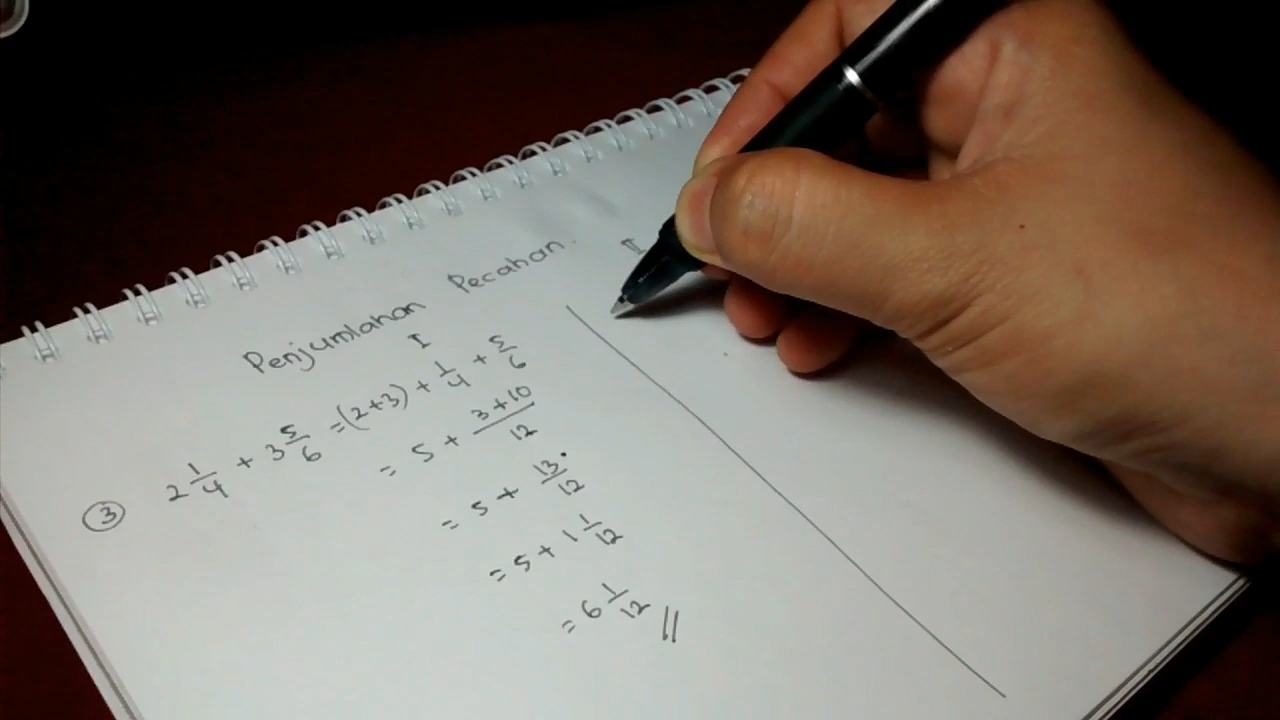 Penjumlahan Pecahan.
I II
③ 2 1/4 + 3 5/6 = (2+3) + 1/4 + 5/6
= 5 + (3+10)/12
= 5 + 13/12
= 5 + 1 1/12
= 6 1/12 //